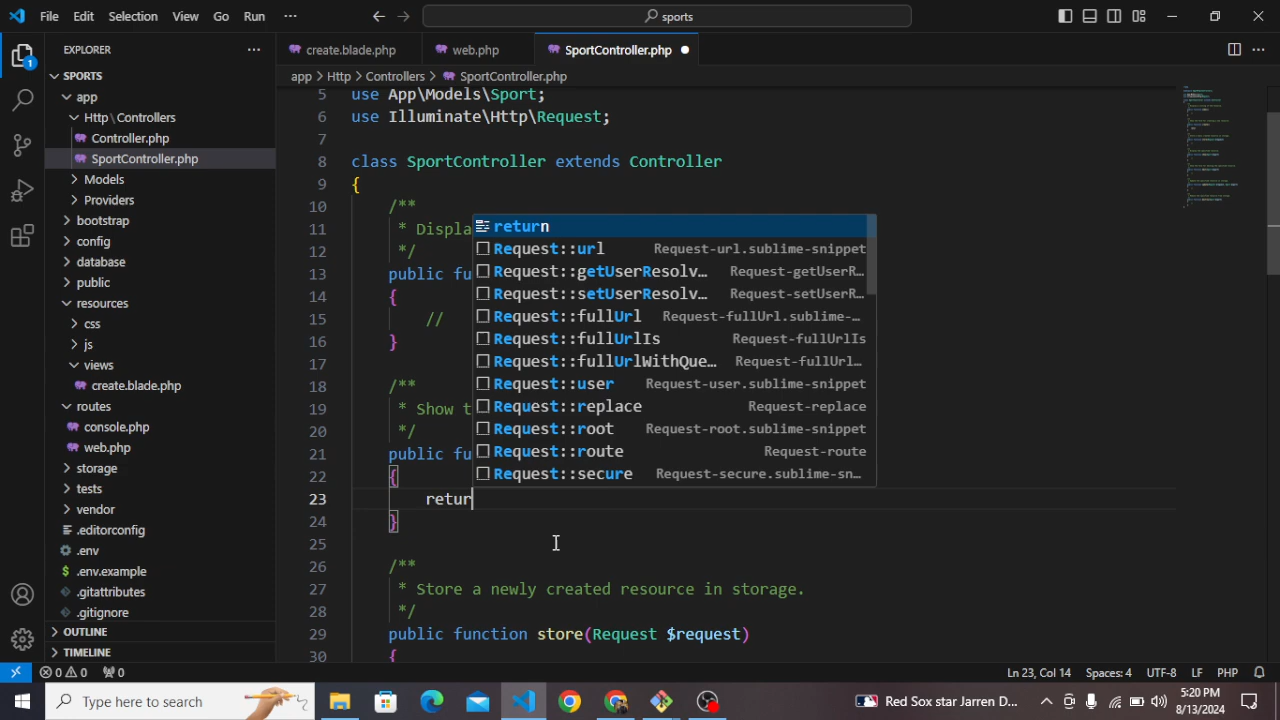 File Edit Selection View Go Run ··· sports
EXPLORER ···
create.blade.php web.php SportController.php
SPORTS
app > Http > Controllers > SportController.php
app
Http \ Controllers
Controller.php
SportController.php
Models
Providers
bootstrap
config
database
public
resources
css
js
views
create.blade.php
routes
console.php
web.php
storage
tests
vendor
.editorconfig
.env
.env.example
.gitattributes
.gitignore
OUTLINE
TIMELINE
5 use App\Models\Sport;
6 use Illuminate\Http\Request;
7
8 class SportController extends Controller
9 {
10 /**
11 * Displa
12 */
13 public fu
14 {
15 //
16 }
17
18 /**
19 * Show t
20 */
21 public fu
22 {
23 retur
24 }
25
26 /**
27 * Store a newly created resource in storage.
28 */
29 public function store(Request $request)
30 {
return
Request::url Request-url.sublime-snippet
Request::getUserResolv… Request-getUserR…
Request::setUserResolv… Request-setUserR…
Request::fullUrl Request-fullUrl.sublime-…
Request::fullUrlIs Request-fullUrlIs
Request::fullUrlWithQue… Request-fullUrl…
Request::user Request-user.sublime-snippet
Request::replace Request-replace
Request::root Request-root.sublime-snippet
Request::route Request-route
Request::secure Request-secure.sublime-sn…
0 0 0 Ln 23, Col 14 Spaces: 4 UTF-8 LF PHP
Type here to search Red Sox star Jarren D... 5:20 PM
8/13/2024